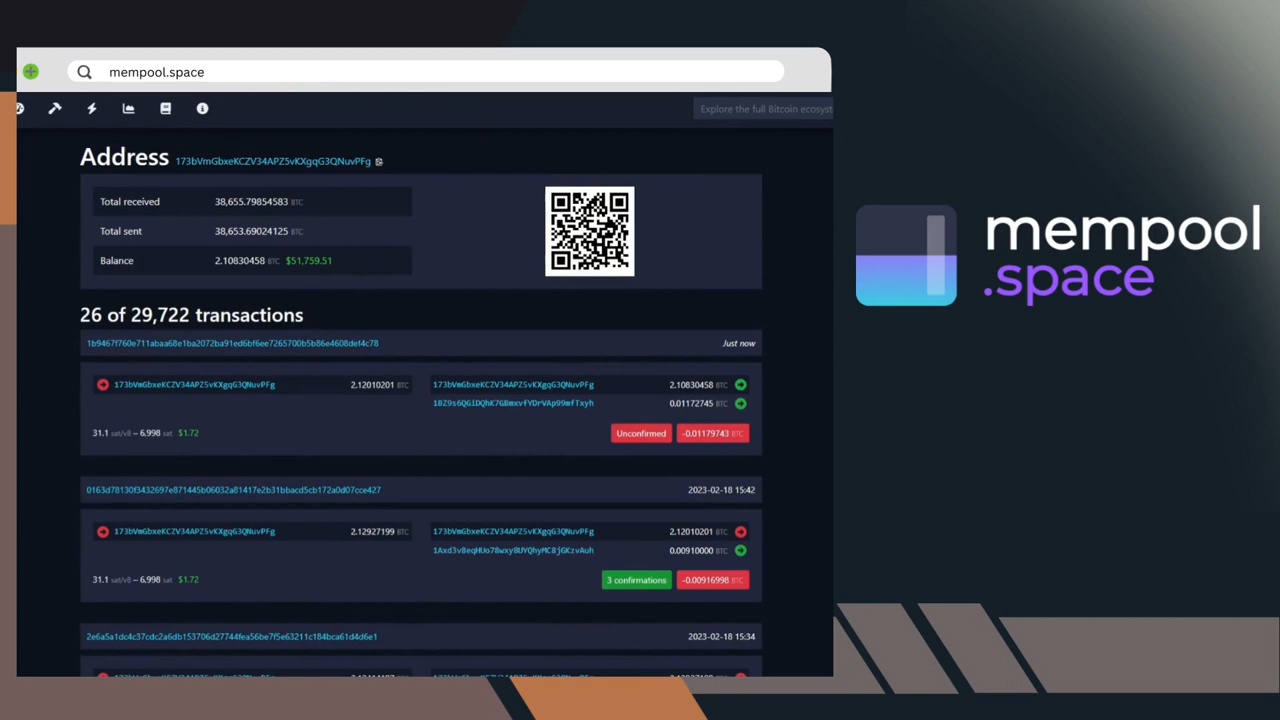 mempool.space
Explore the full Bitcoin ecosyst
Address 173bVmGbxeKCZV34APZ5vKXgqG3QNuvPFg
Total received 38,655.79854583 BTC
Total sent 38,653.69024125 BTC
Balance 2.10830458 BTC $51,759.51
26 of 29,722 transactions
1b9467f760e711abaa68e1ba2072ba91ed6bf6ee7265700b5b86e4608def4c78 Just now
173bVmGbxeKCZV34APZ5vKXgqG3QNuvPFg 2.12010201 BTC 173bVmGbxeKCZV34APZ5vKXgqG3QNuvPFg 2.10830458 BTC
1BZ9s6QGiDQhK7GBmxvfYDrVAp99mfTxyh 0.01172745 BTC
31.1 sat/vB – 6,998 sat $1.72 Unconfirmed -0.01179743 BTC
0163d78130f3432697e871445b06032a81417e2b31bbacd5cb172a0d07cce427 2023-02-18 15:42
173bVmGbxeKCZV34APZ5vKXgqG3QNuvPFg 2.12927199 BTC 173bVmGbxeKCZV34APZ5vKXgqG3QNuvPFg 2.12010201 BTC
1Axd3v8eqHUo78wxy8UYQhyMC8jGKzvAuh 0.00910000 BTC
31.1 sat/vB – 6,998 sat $1.72 3 confirmations -0.00916998 BTC
2e6a5a1dc4c37cdc2a6db153706d27744fea56be7f5e63211c184bca61d4d6e1 2023-02-18 15:34
mempool
.space